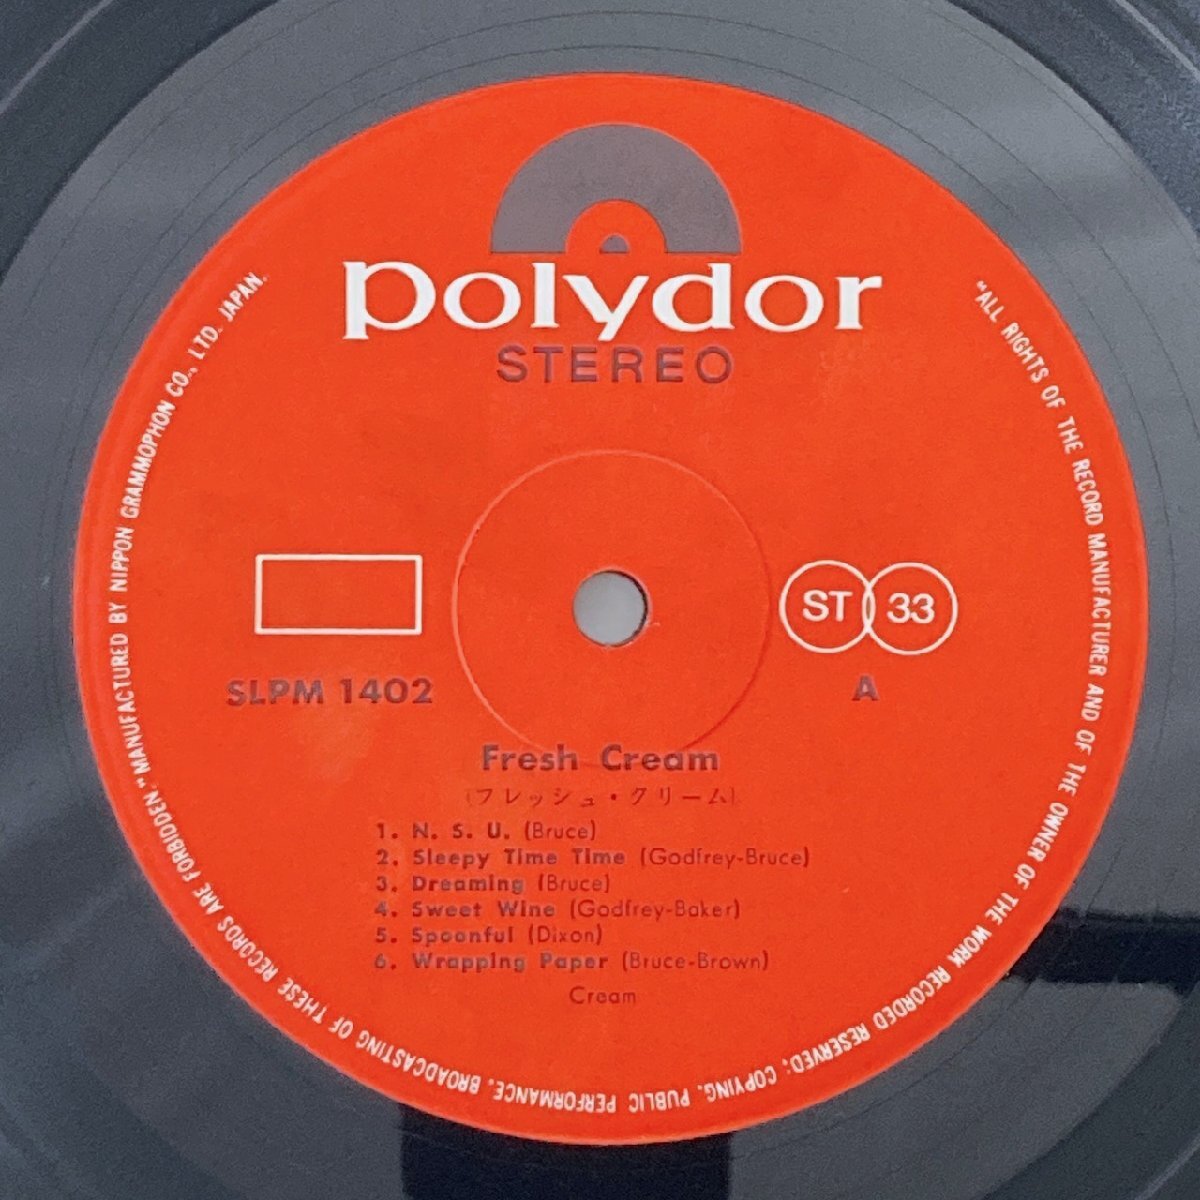 polydor
STEREO
ST 33
SLPM 1402
A
Fresh Cream
(フレッシュ・クリーム)
1. N. S. U. (Bruce)
2. Sleepy Time Time (Godfrey-Bruce)
3. Dreaming (Bruce)
4. Sweet Wine (Godfrey-Baker)
5. Spoonful (Dixon)
6. Wrapping Paper (Bruce-Brown)
Cream
"ALL RIGHTS OF THE RECORD MANUFACTURER AND OF THE OWNER OF THE WORK RECORDED RESERVED; COPYING, PUBLIC PERFORMANCE, BROADCASTING OF THESE RECORDS ARE FORBIDDEN." MANUFACTURED BY NIPPON GRAMMOPHON CO., LTD. JAPAN.